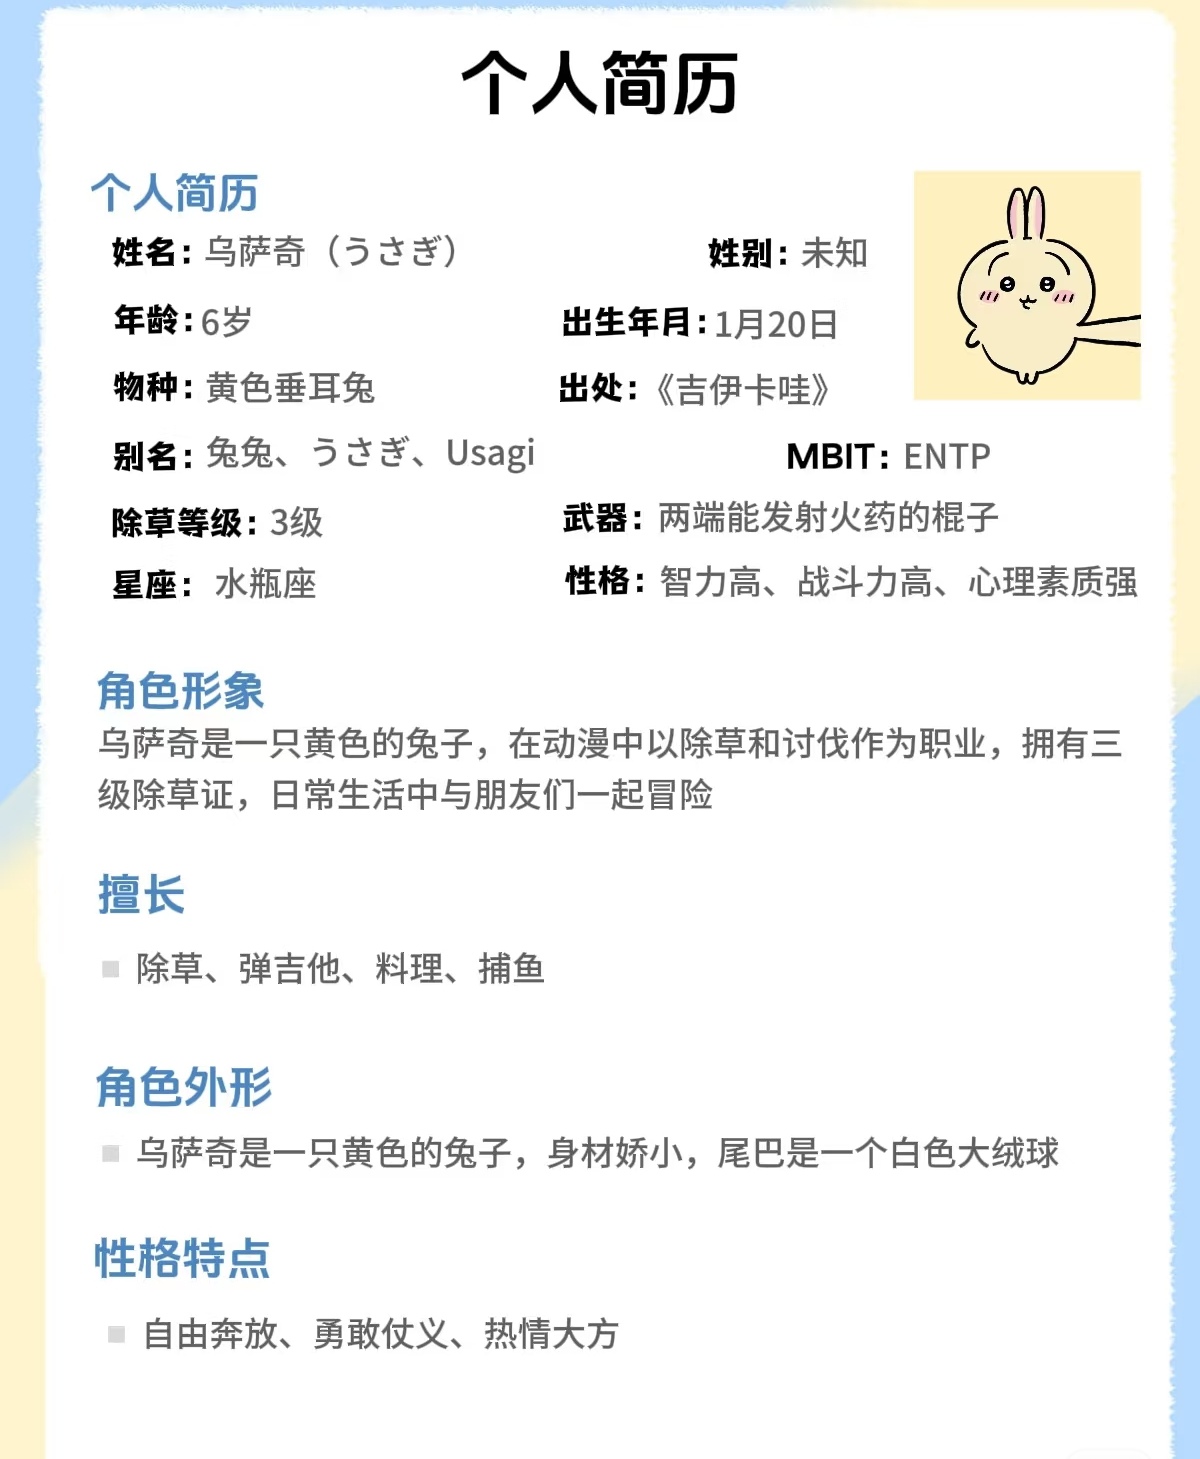 个人简历
个人简历
姓名：乌萨奇（うさぎ） 姓别：未知
年龄：6岁 出生年月：1月20日
物种：黄色垂耳兔 出处：《吉伊卡哇》
别名：兔兔、うさぎ、Usagi MBIT：ENTP
除草等级：3级 武器：两端能发射火药的棍子
星座：水瓶座 性格：智力高、战斗力高、心理素质强
角色形象
乌萨奇是一只黄色的兔子，在动漫中以除草和讨伐作为职业，拥有三
级除草证，日常生活中与朋友们一起冒险
擅长
除草、弹吉他、料理、捕鱼
角色外形
乌萨奇是一只黄色的兔子，身材娇小，尾巴是一个白色大绒球
性格特点
自由奔放、勇敢仗义、热情大方